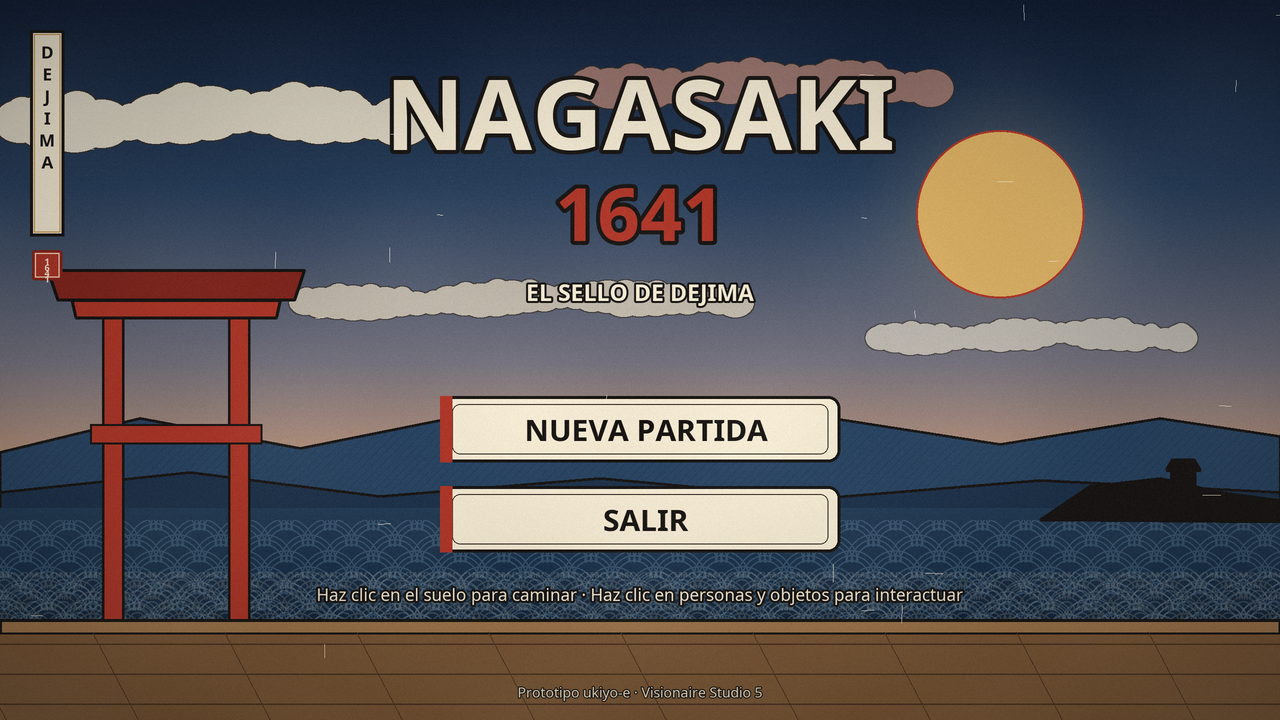 DEJIMA
NAGASAKI
1641
EL SELLO DE DEJIMA
NUEVA PARTIDA
SALIR
Haz clic en el suelo para caminar · Haz clic en personas y objetos para interactuar
Prototipo ukiyo-e · Visionaire Studio 5